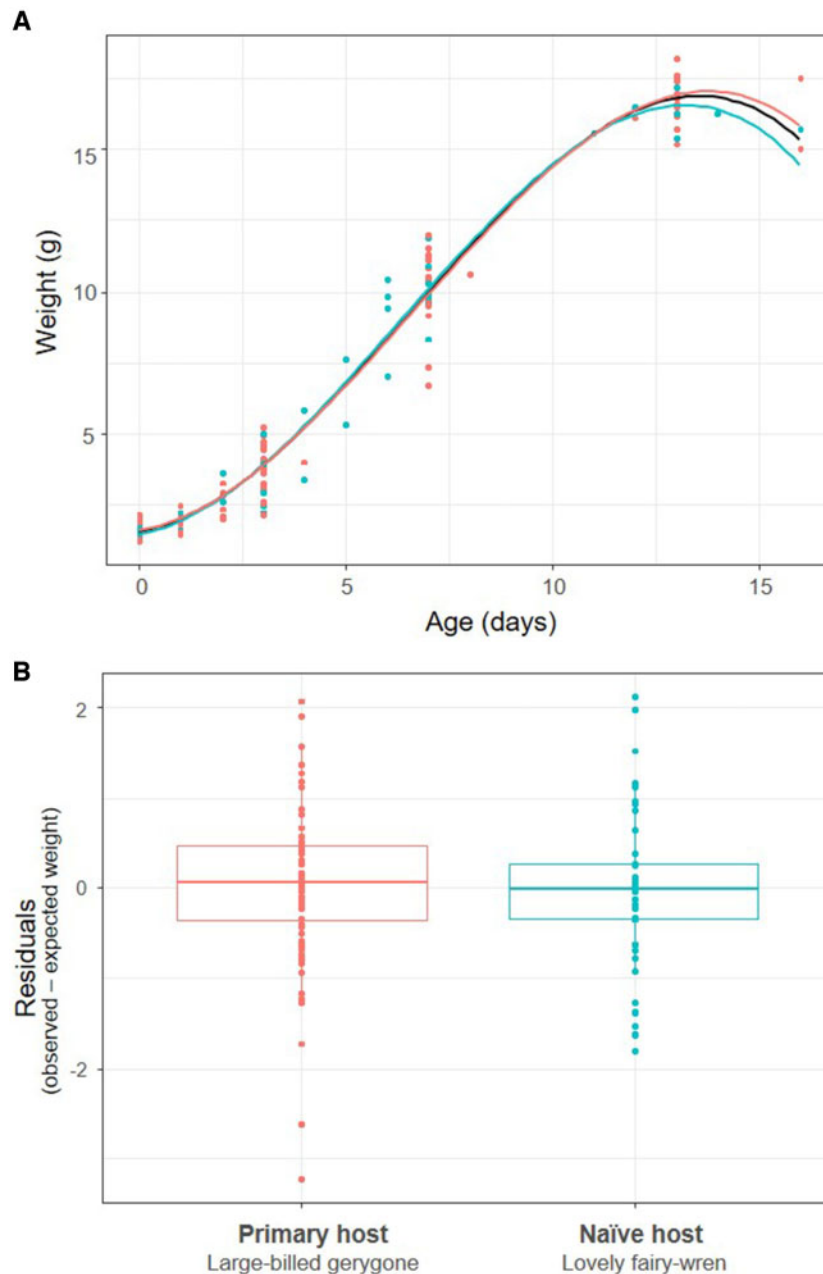 A
15
10
5
Weight (g)
0 5 10 15
Age (days)
B
2
0
-2
Residuals
(observed – expected weight)
Primary host Naïve host
Large-billed gerygone Lovely fairy-wren